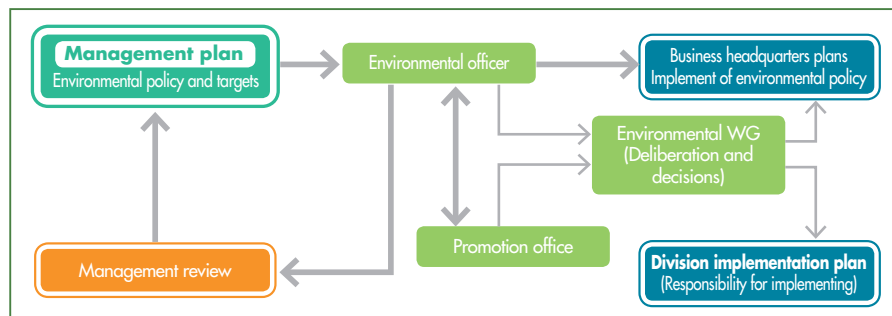 Management plan
Environmental policy and targets
Environmental officer
Business headquarters plans
Implement of environmental policy
Environmental WG
(Deliberation and
decisions)
Promotion office
Management review
Division implementation plan
(Responsibility for implementing)